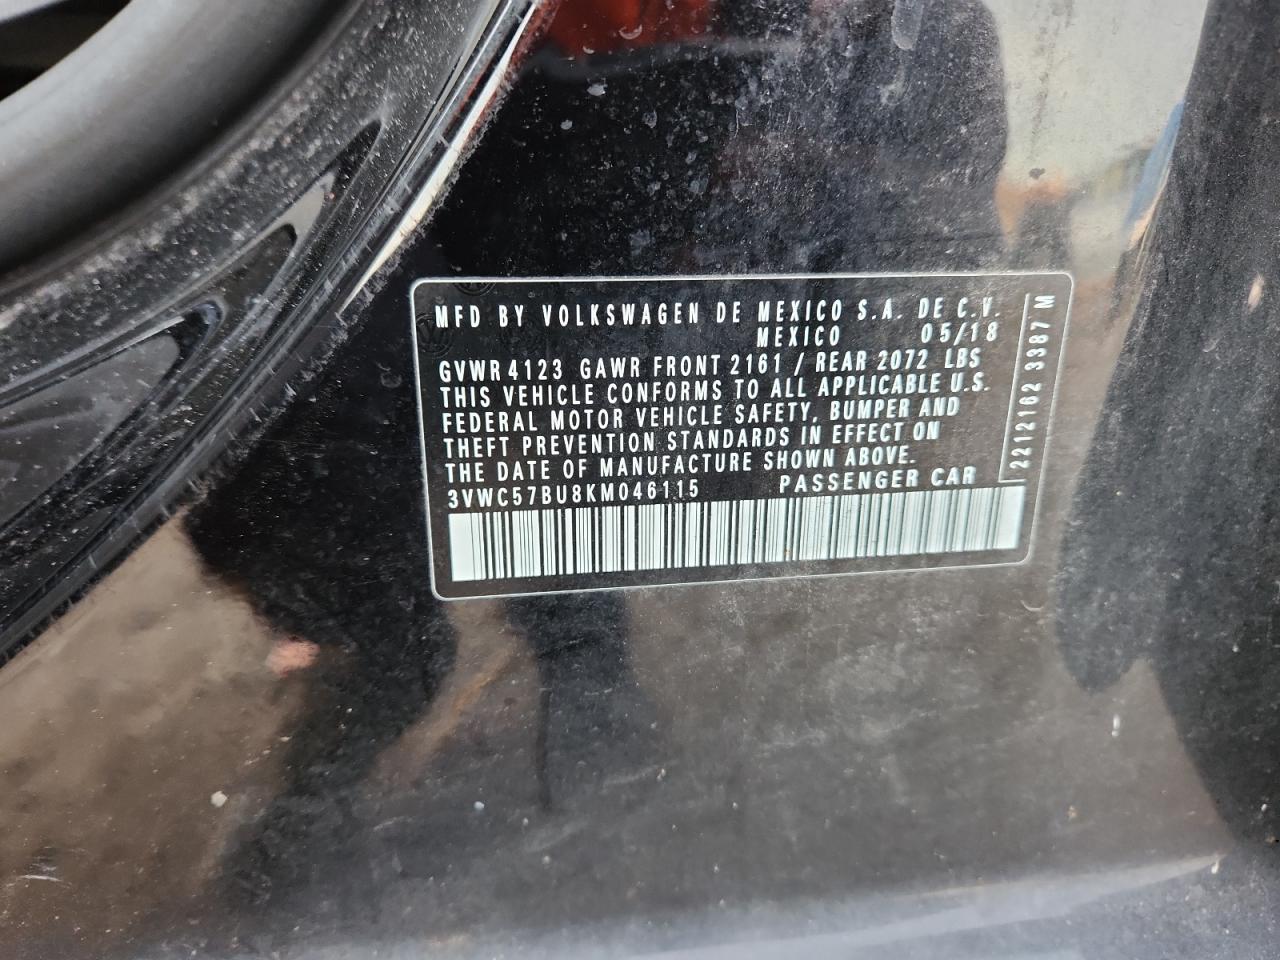 MFD BY VOLKSWAGEN DE MEXICO S.A. DE C.V.
MEXICO 05/18
GVWR 4123 GAWR FRONT 2161 / REAR 2072 LBS
THIS VEHICLE CONFORMS TO ALL APPLICABLE U.S.
FEDERAL MOTOR VEHICLE SAFETY, BUMPER AND
THEFT PREVENTION STANDARDS IN EFFECT ON
THE DATE OF MANUFACTURE SHOWN ABOVE.
3VWC57BU8KM046115 PASSENGER CAR
2212162 3387 M